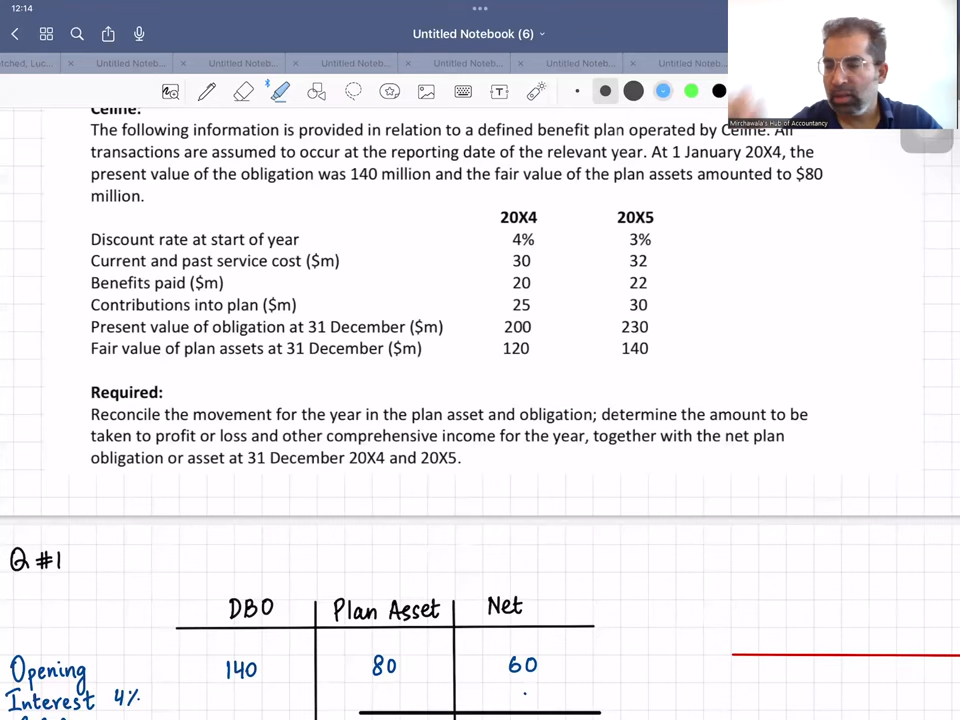 12:14
Untitled Notebook (6)
etched, Luc...
Untitled Noteb...
Untitled Noteb...
Untitled Noteb...
Untitled Noteb...
Untitled Noteb...
Untitled Noteb...
Mirchawala's Hub of Accountancy
Celine:
The following information is provided in relation to a defined benefit plan operated by Celine. All
transactions are assumed to occur at the reporting date of the relevant year. At 1 January 20X4, the
present value of the obligation was 140 million and the fair value of the plan assets amounted to $80
million.
20X4 20X5
Discount rate at start of year 4% 3%
Current and past service cost ($m) 30 32
Benefits paid ($m) 20 22
Contributions into plan ($m) 25 30
Present value of obligation at 31 December ($m) 200 230
Fair value of plan assets at 31 December ($m) 120 140
Required:
Reconcile the movement for the year in the plan asset and obligation; determine the amount to be
taken to profit or loss and other comprehensive income for the year, together with the net plan
obligation or asset at 31 December 20X4 and 20X5.
Q #1
DBO Plan Asset Net
Opening 140 80 60
Interest 4%